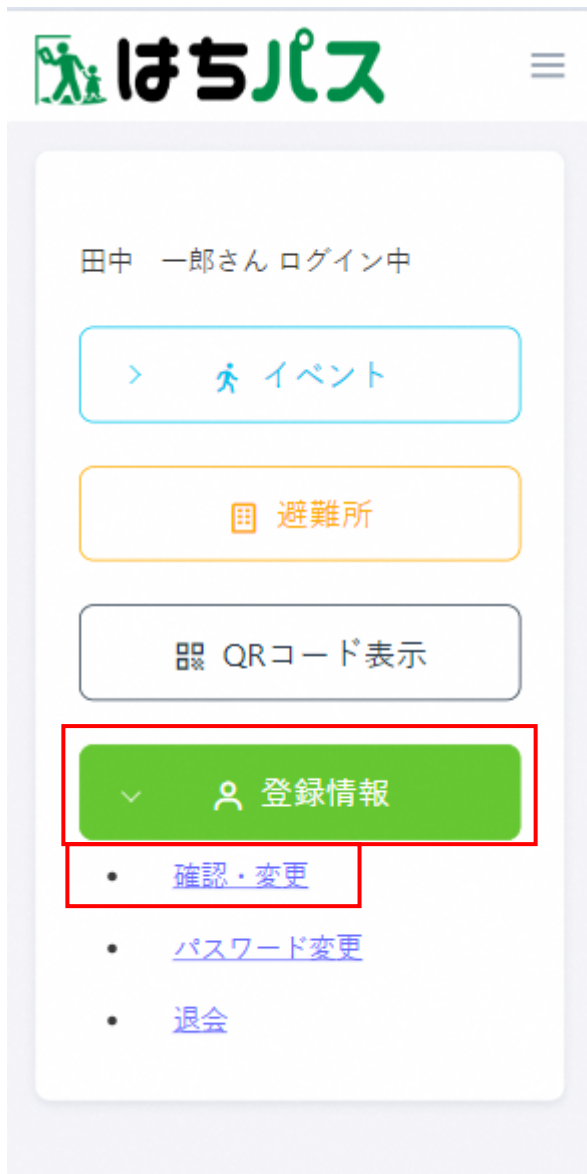 はちパス
田中　一郎さん ログイン中
イベント
避難所
QRコード表示
登録情報
確認・変更
パスワード変更
退会